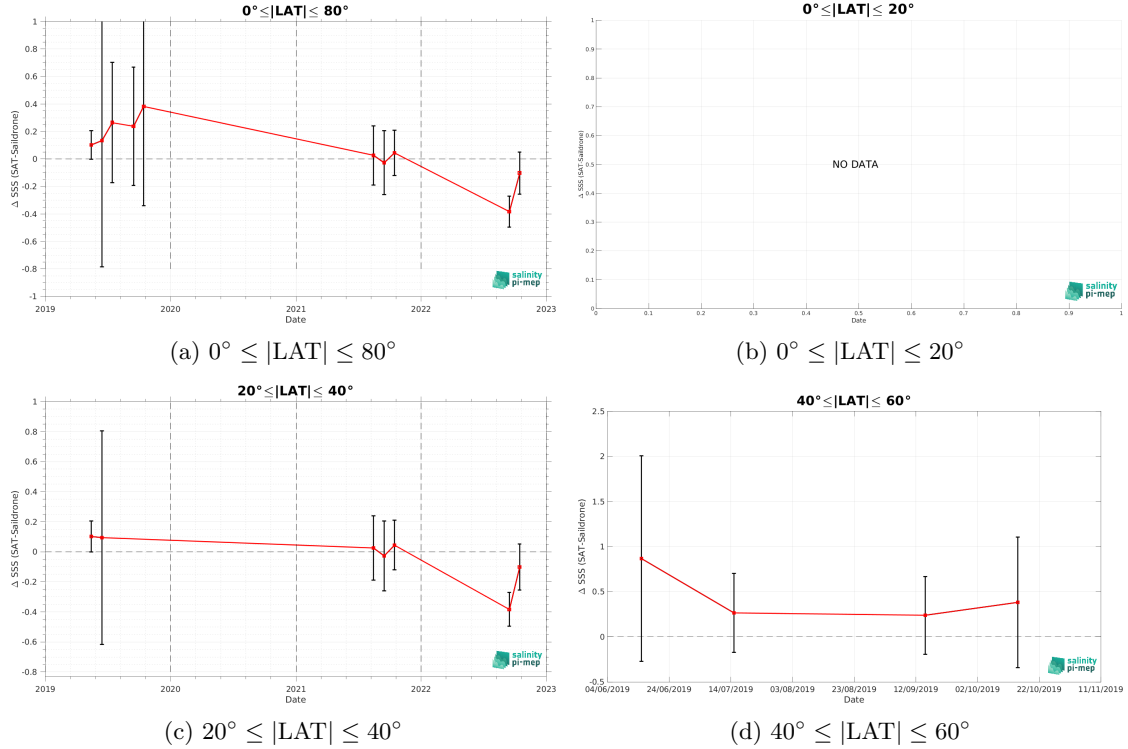 0°≤|LAT|≤ 80°
1
0.8
0.6
0.4
0.2
0
-0.2
-0.4
-0.6
-0.8
-1
Δ SSS (SAT-Saildrone)
2019
2020
2021
2022
2023
Date
salinity
pi-mep
(a) 0° ≤ |LAT| ≤ 80°
0°≤|LAT|≤ 20°
1
0.9
0.8
0.7
0.6
0.5
0.4
0.3
0.2
0.1
0
Δ SSS (SAT-Saildrone)
NO DATA
0
0.1
0.2
0.3
0.4
0.5
0.6
0.7
0.8
0.9
1
Date
salinity
pi-mep
(b) 0° ≤ |LAT| ≤ 20°
20°≤|LAT|≤ 40°
1
0.8
0.6
0.4
0.2
0
-0.2
-0.4
-0.6
-0.8
Δ SSS (SAT-Saildrone)
2019
2020
2021
2022
2023
Date
salinity
pi-mep
(c) 20° ≤ |LAT| ≤ 40°
40°≤|LAT|≤ 60°
2.5
2
1.5
1
0.5
0
-0.5
Δ SSS (SAT-Saildrone)
04/06/2019
24/06/2019
14/07/2019
03/08/2019
23/08/2019
12/09/2019
02/10/2019
22/10/2019
11/11/2019
Date
salinity
pi-mep
(d) 40° ≤ |LAT| ≤ 60°